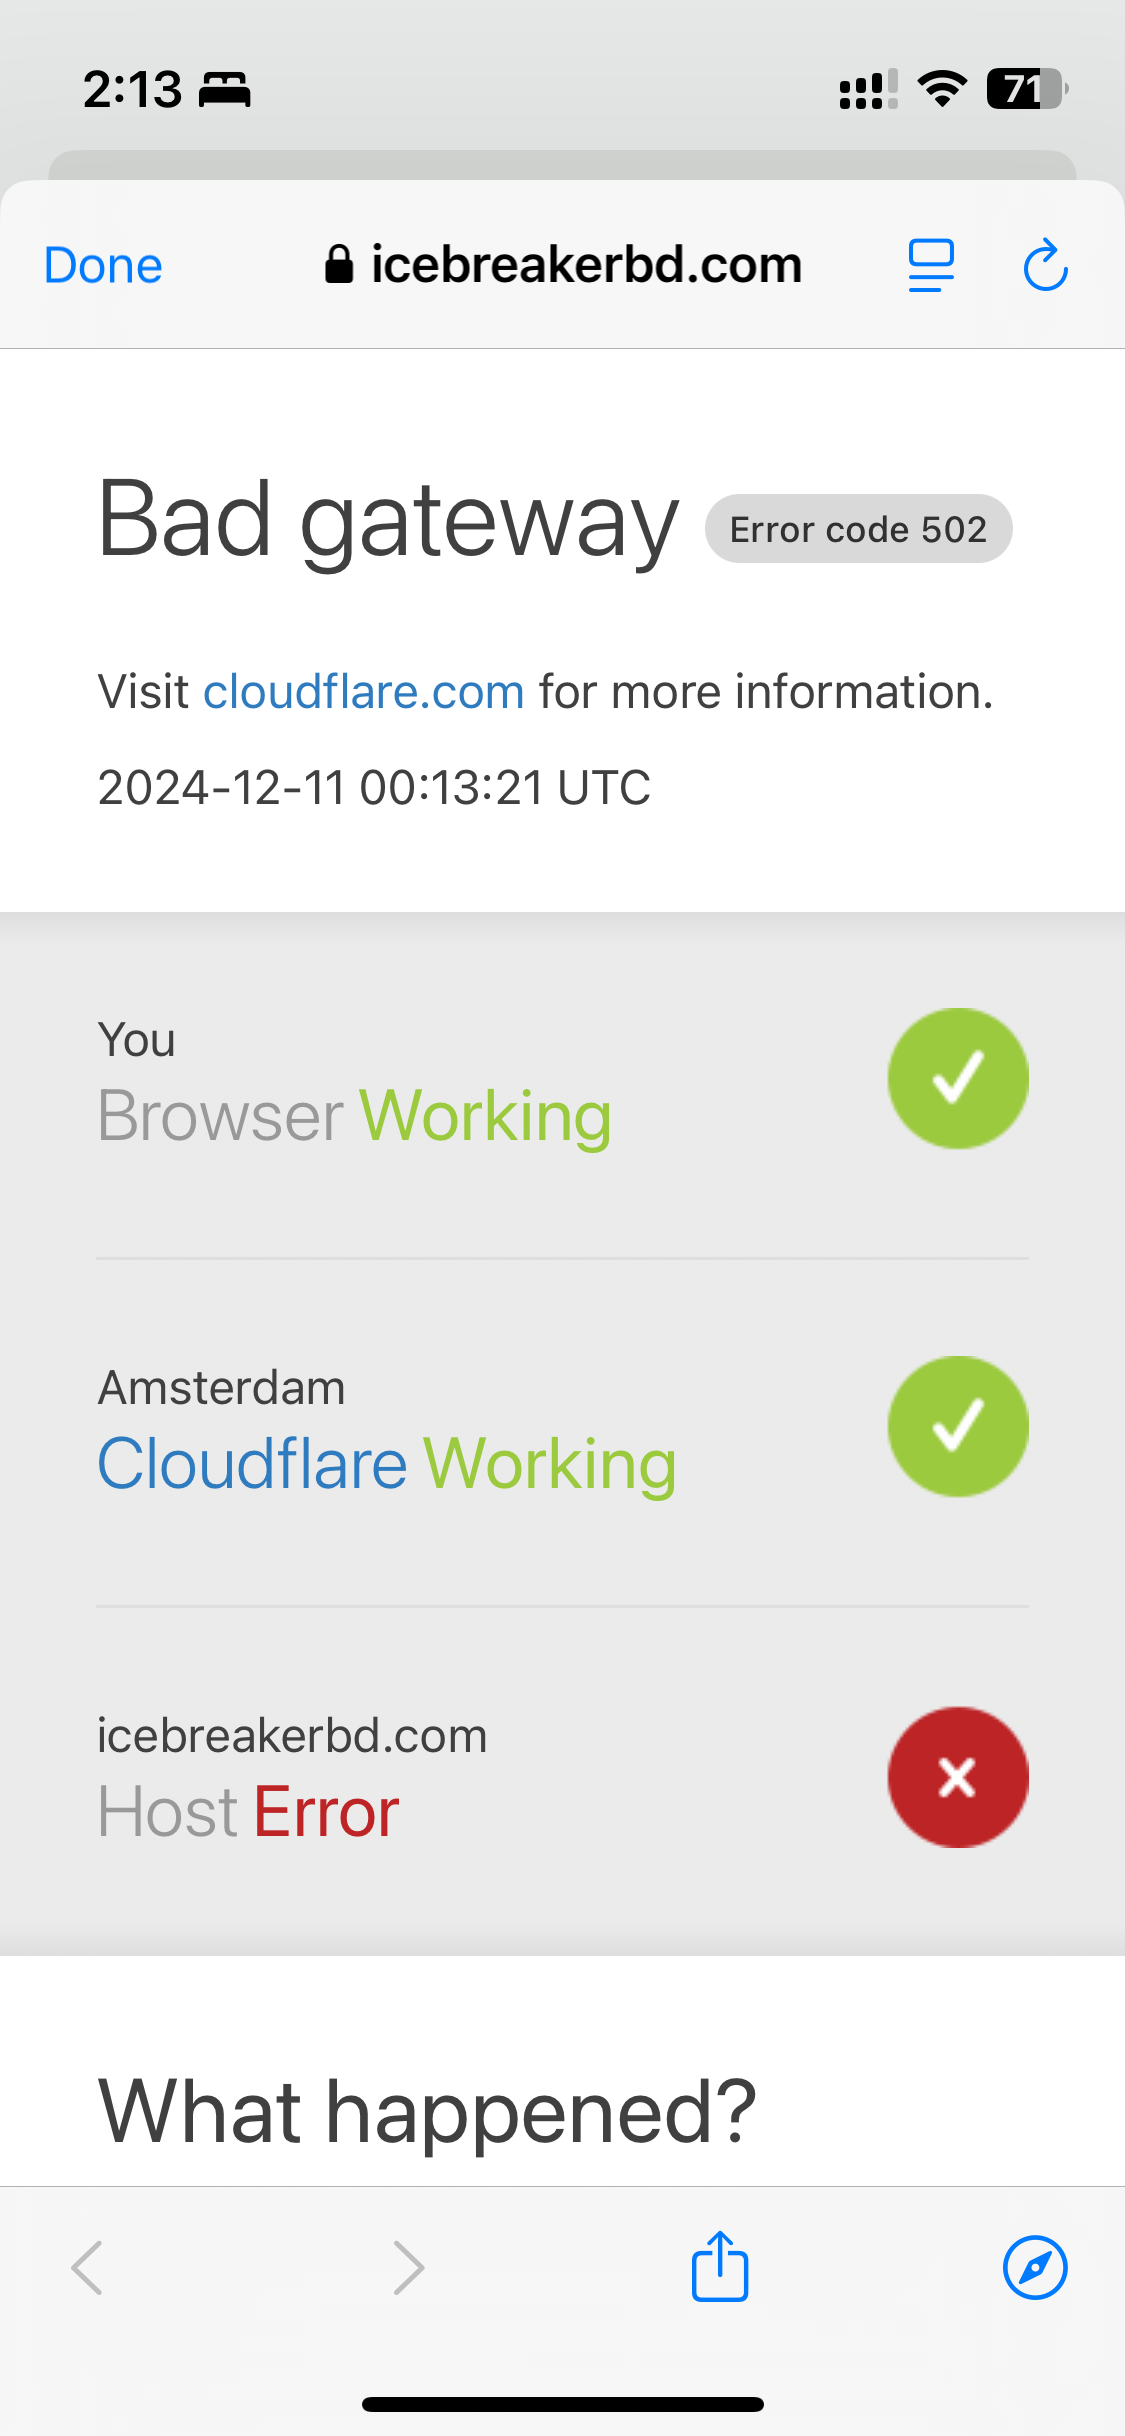 2:13
71
Done
icebreakerbd.com
Bad gateway Error code 502
Visit cloudflare.com for more information.
2024-12-11 00:13:21 UTC
You
Browser Working
Amsterdam
Cloudflare Working
icebreakerbd.com
Host Error
What happened?